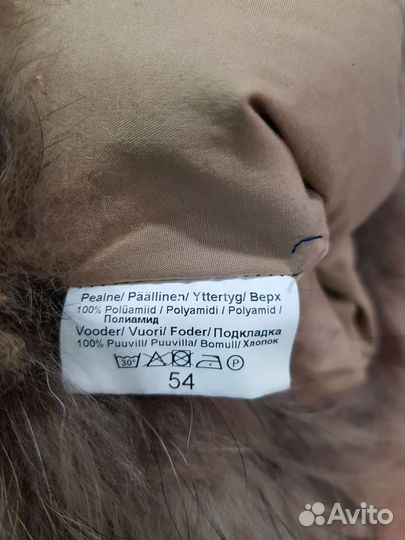 Pealne/ Päällinen/ Yttertyg/ Верх
100% Polüamiid / Polyamidi / Polyamid /
Полиамид
Vooder/ Vuori/ Foder/ Подкладка
100% Puuvill/ Puuvilla/ Bomull/ Хлопок
30° P
54
Avito